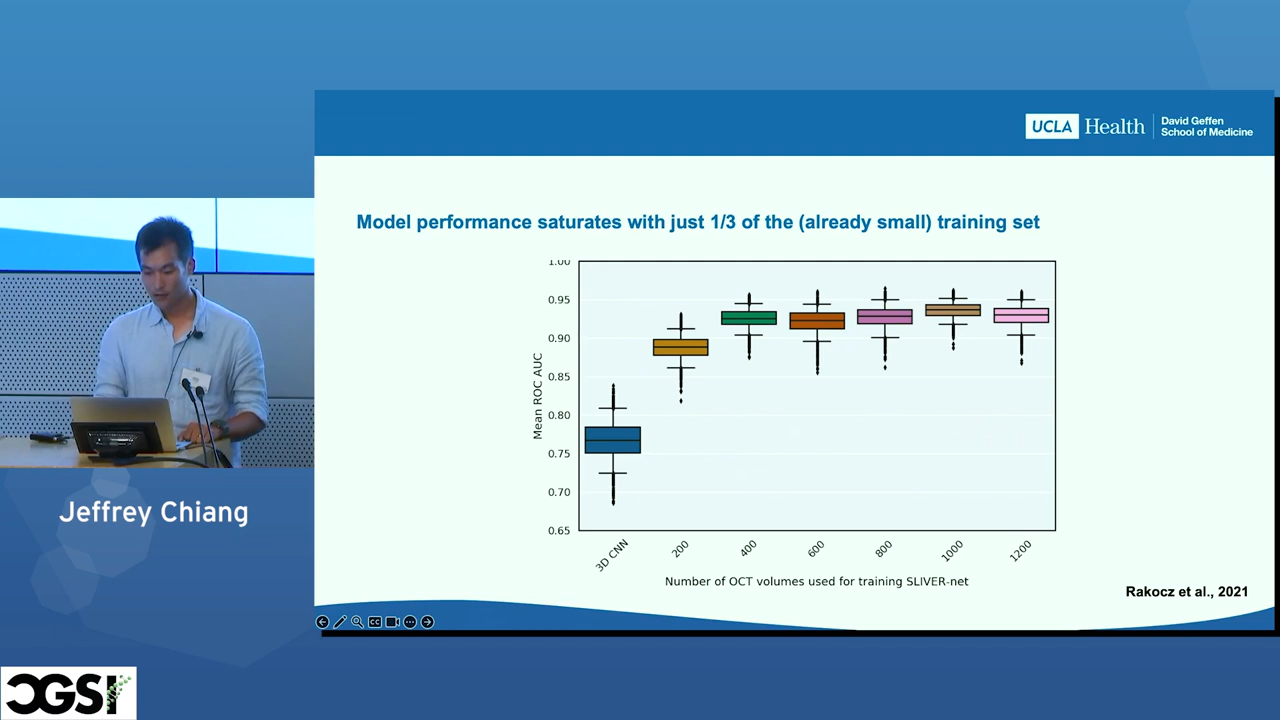 UCLA Health
David Geffen
School of Medicine
Model performance saturates with just 1/3 of the (already small) training set
1.00
0.95
0.90
0.85
0.80
0.75
0.70
0.65
Mean ROC AUC
3D CNN
200
400
600
800
1000
1200
Number of OCT volumes used for training SLIVER-net
Rakocz et al., 2021
CC
Jeffrey Chiang
CGSI